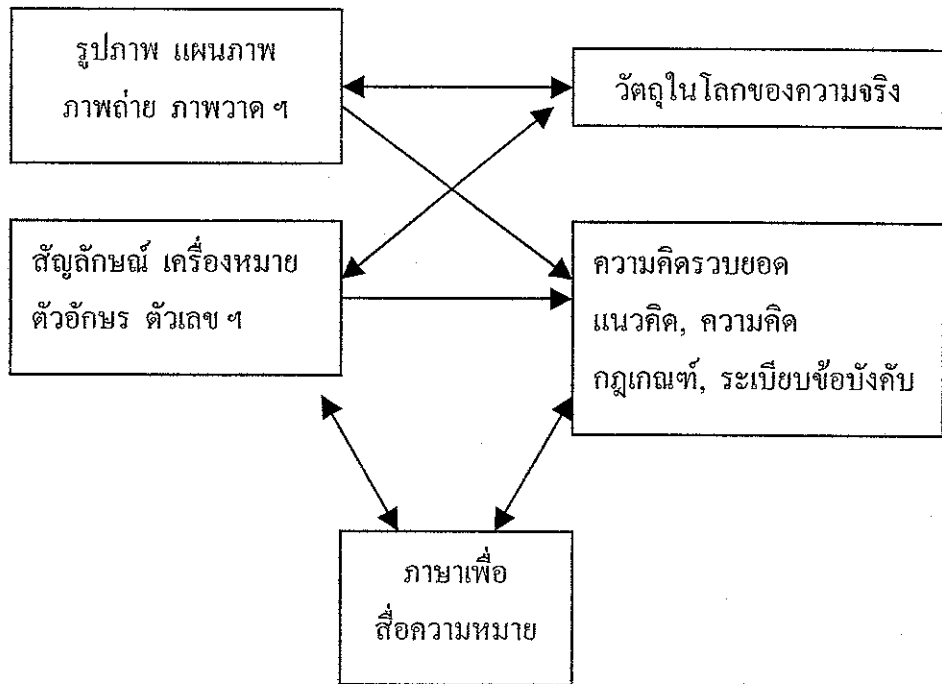 รูปภาพ แผนภาพ
ภาพถ่าย ภาพวาด ฯ
วัตถุในโลกของความจริง
สัญลักษณ์ เครื่องหมาย
ตัวอักษร ตัวเลข ฯ
ความคิดรวบยอด
แนวคิด, ความคิด
กฎเกณฑ์, ระเบียบข้อบังคับ
ภาษาเพื่อ
สื่อความหมาย